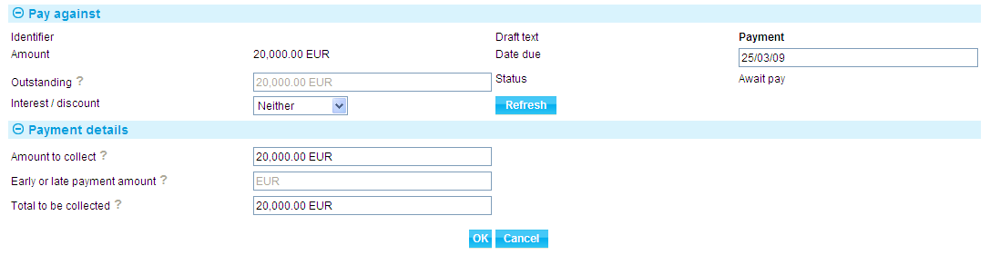 Pay against
Identifier Draft text Payment
Amount 20,000.00 EUR Date due 25/03/09
Outstanding ? 20,000.00 EUR Status Await pay
Interest / discount Neither Refresh
Payment details
Amount to collect ? 20,000.00 EUR
Early or late payment amount ? EUR
Total to be collected ? 20,000.00 EUR
OK Cancel